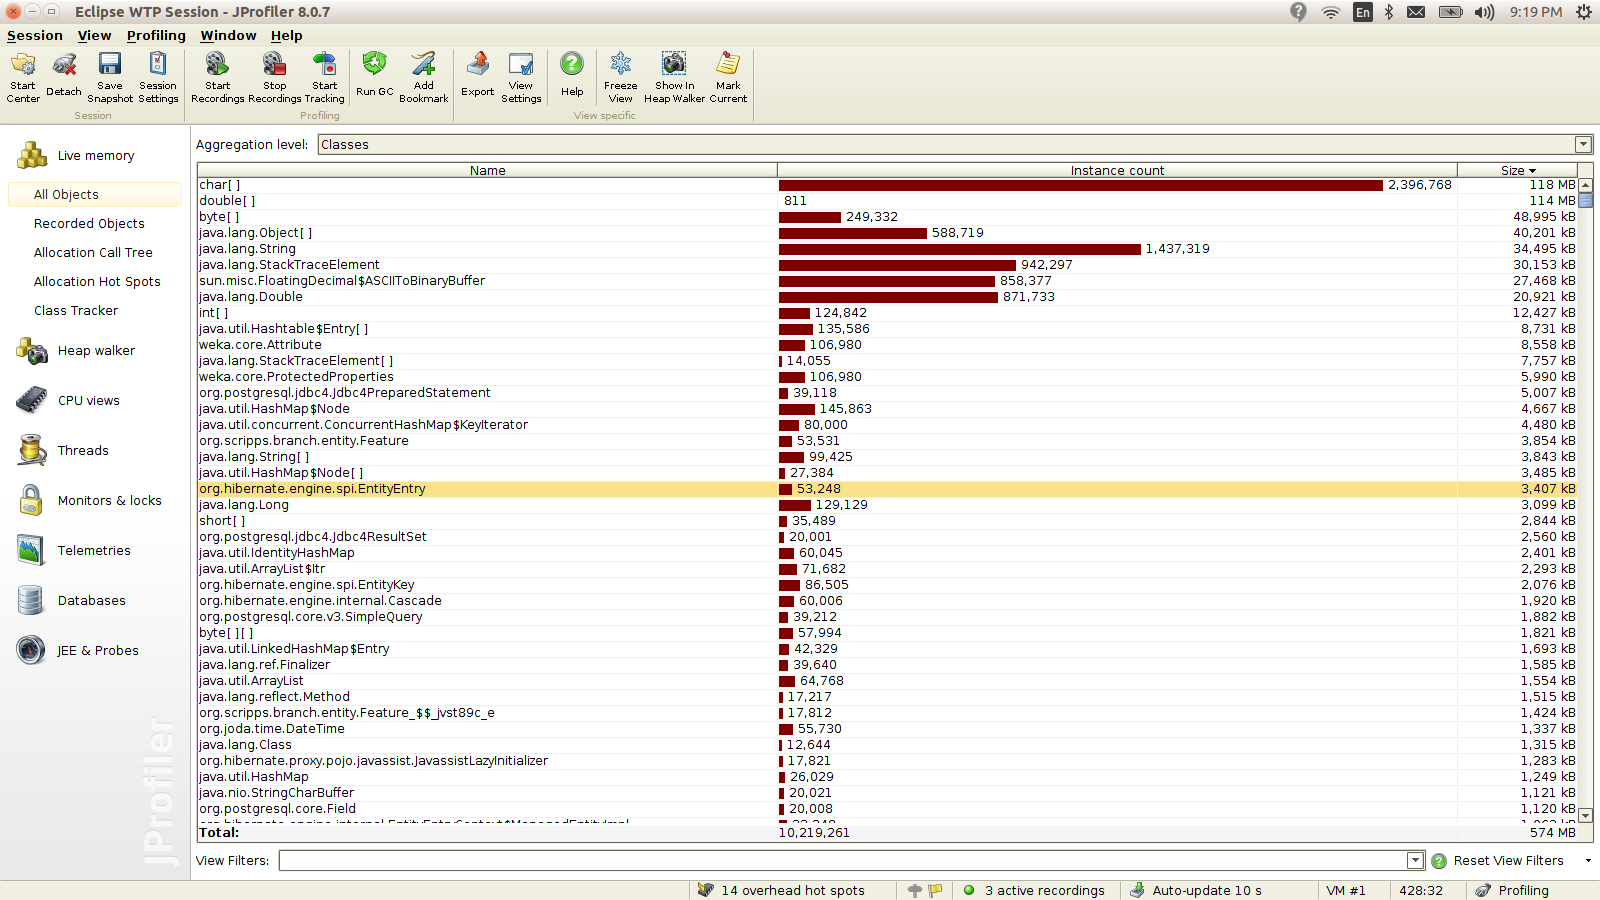 Eclipse WTP Session - JProfiler 8.0.7
En
9:19 PM
Session View Profiling Window Help
Start Center
Detach
Save Snapshot
Session Settings
Start Recordings
Stop Recordings
Start Tracking
Run GC
Add Bookmark
Export
View Settings
Help
Freeze View
Show In Heap Walker
Mark Current
Session
Profiling
View specific
Live memory
All Objects
Recorded Objects
Allocation Call Tree
Allocation Hot Spots
Class Tracker
Heap walker
CPU views
Threads
Monitors & locks
Telemetries
Databases
JEE & Probes
JProfiler
Aggregation level: Classes
Name Instance count Size
char[ ] 2,396,768 118 MB
double[ ] 811 114 MB
byte[ ] 249,332 48,995 kB
java.lang.Object[ ] 588,719 40,201 kB
java.lang.String 1,437,319 34,495 kB
java.lang.StackTraceElement 942,297 30,153 kB
sun.misc.FloatingDecimal$ASCIIToBinaryBuffer 858,377 27,468 kB
java.lang.Double 871,733 20,921 kB
int[ ] 124,842 12,427 kB
java.util.Hashtable$Entry[ ] 135,586 8,731 kB
weka.core.Attribute 106,980 8,558 kB
java.lang.StackTraceElement[ ] 14,055 7,757 kB
weka.core.ProtectedProperties 106,980 5,990 kB
org.postgresql.jdbc4.Jdbc4PreparedStatement 39,118 5,007 kB
java.util.HashMap$Node 145,863 4,667 kB
java.util.concurrent.ConcurrentHashMap$KeyIterator 80,000 4,480 kB
org.scripps.branch.entity.Feature 53,531 3,854 kB
java.lang.String[ ] 99,425 3,843 kB
java.util.HashMap$Node[ ] 27,384 3,485 kB
org.hibernate.engine.spi.EntityEntry 53,248 3,407 kB
java.lang.Long 129,129 3,099 kB
short[ ] 35,489 2,844 kB
org.postgresql.jdbc4.Jdbc4ResultSet 20,001 2,560 kB
java.util.IdentityHashMap 60,045 2,401 kB
java.util.ArrayList$Itr 71,682 2,293 kB
org.hibernate.engine.spi.EntityKey 86,505 2,076 kB
org.hibernate.engine.internal.Cascade 60,006 1,920 kB
org.postgresql.core.v3.SimpleQuery 39,212 1,882 kB
byte[ ][ ] 57,994 1,821 kB
java.util.LinkedHashMap$Entry 42,329 1,693 kB
java.lang.ref.Finalizer 39,640 1,585 kB
java.util.ArrayList 64,768 1,554 kB
java.lang.reflect.Method 17,217 1,515 kB
org.scripps.branch.entity.Feature_$$_jvst89c_e 17,812 1,424 kB
org.joda.time.DateTime 55,730 1,337 kB
java.lang.Class 12,644 1,315 kB
org.hibernate.proxy.pojo.javassist.JavassistLazyInitializer 17,821 1,283 kB
java.util.HashMap 26,029 1,249 kB
java.nio.StringCharBuffer 20,021 1,121 kB
org.postgresql.core.Field 20,008 1,120 kB
Total: 10,219,261 574 MB
View Filters: Reset View Filters
14 overhead hot spots 3 active recordings Auto-update 10 s VM #1 428:32 Profiling